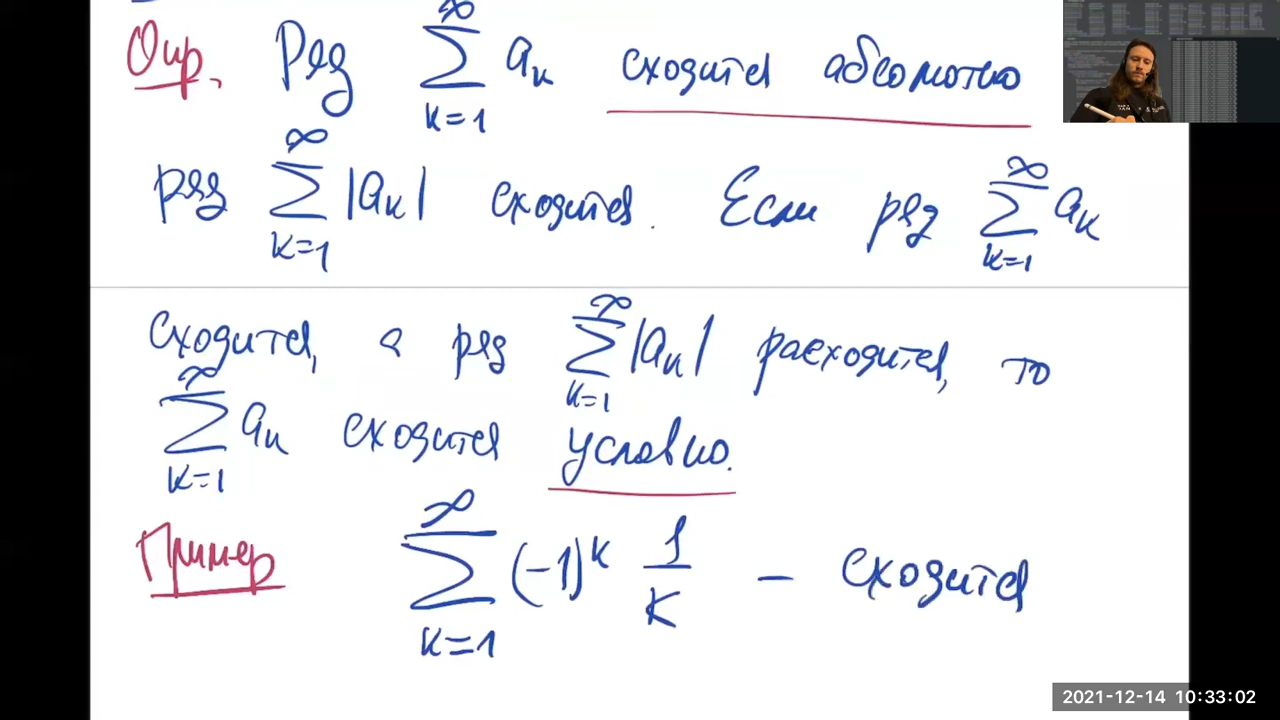 Опр. Ряд ∑_{k=1}^{∞} a_k сходится абсолютно
ряд ∑_{k=1}^{∞} |a_k| сходится. Если ряд ∑_{k=1}^{∞} a_k
сходится, а ряд ∑_{k=1}^{∞} |a_k| расходится, то
∑_{k=1}^{∞} a_k сходится условно.
Пример ∑_{k=1}^{∞} (-1)^k 1/k — сходится
2021-12-14 10:33:02